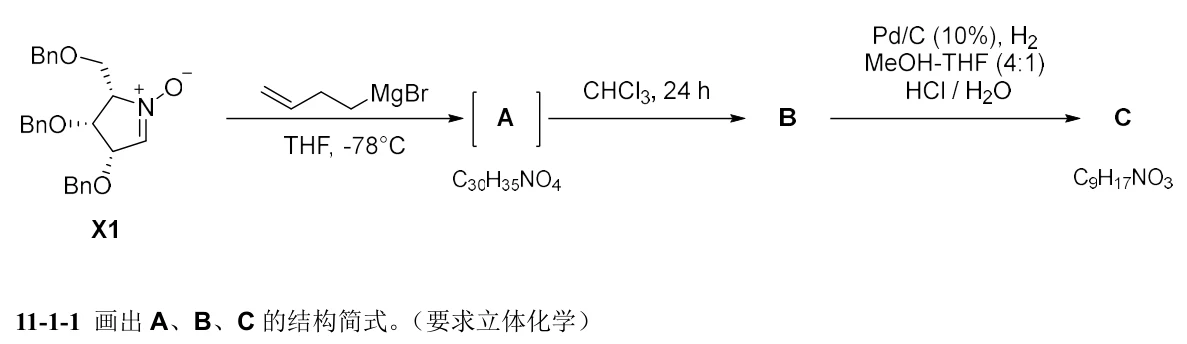 BnO
O⁻
N⁺
BnO
BnO
X1
MgBr
THF, -78°C
[ A ]
C₃₀H₃₅NO₄
CHCl₃, 24 h
B
Pd/C (10%), H₂
MeOH-THF (4:1)
HCl / H₂O
C
C₉H₁₇NO₃
11-1-1 画出 A、B、C 的结构简式。（要求立体化学）